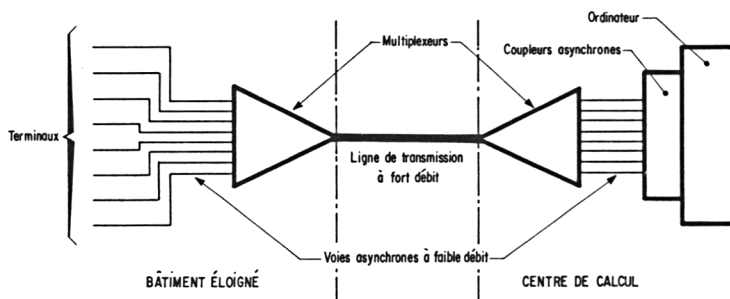 Ordinateur
Multiplexeurs
Coupleurs asynchrones
Terminaux
Ligne de transmission
à fort débit
Voies asynchrones à faible débit
BÂTIMENT ÉLOIGNÉ
CENTRE DE CALCUL